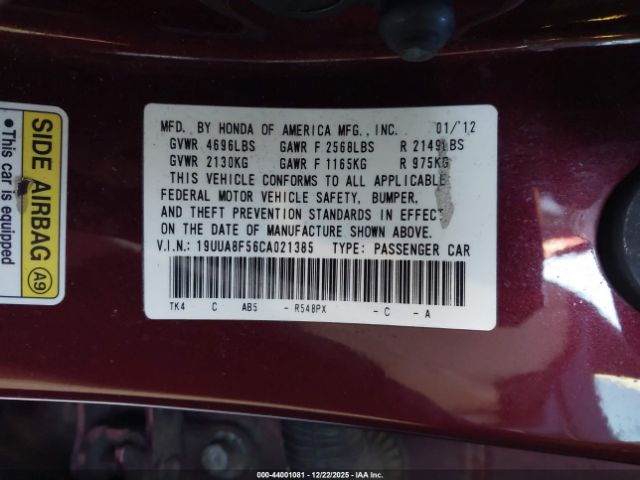 SIDE AIRBAG
This car is equipped
A9
MFD. BY HONDA OF AMERICA MFG., INC. 01/'12
GVWR 4696LBS GAWR F 2568LBS R 2149LBS
GVWR 2130KG GAWR F 1165KG R 975KG
THIS VEHICLE CONFORMS TO ALL APPLICABLE
FEDERAL MOTOR VEHICLE SAFETY, BUMPER,
AND THEFT PREVENTION STANDARDS IN EFFECT
ON THE DATE OF MANUFACTURE SHOWN ABOVE.
V.I.N.: 19UUA8F56CA021385 TYPE: PASSENGER CAR
TK4 C AB5 - R548PX - C - A
000-44001081 - 12/22/2025 - IAA Inc.